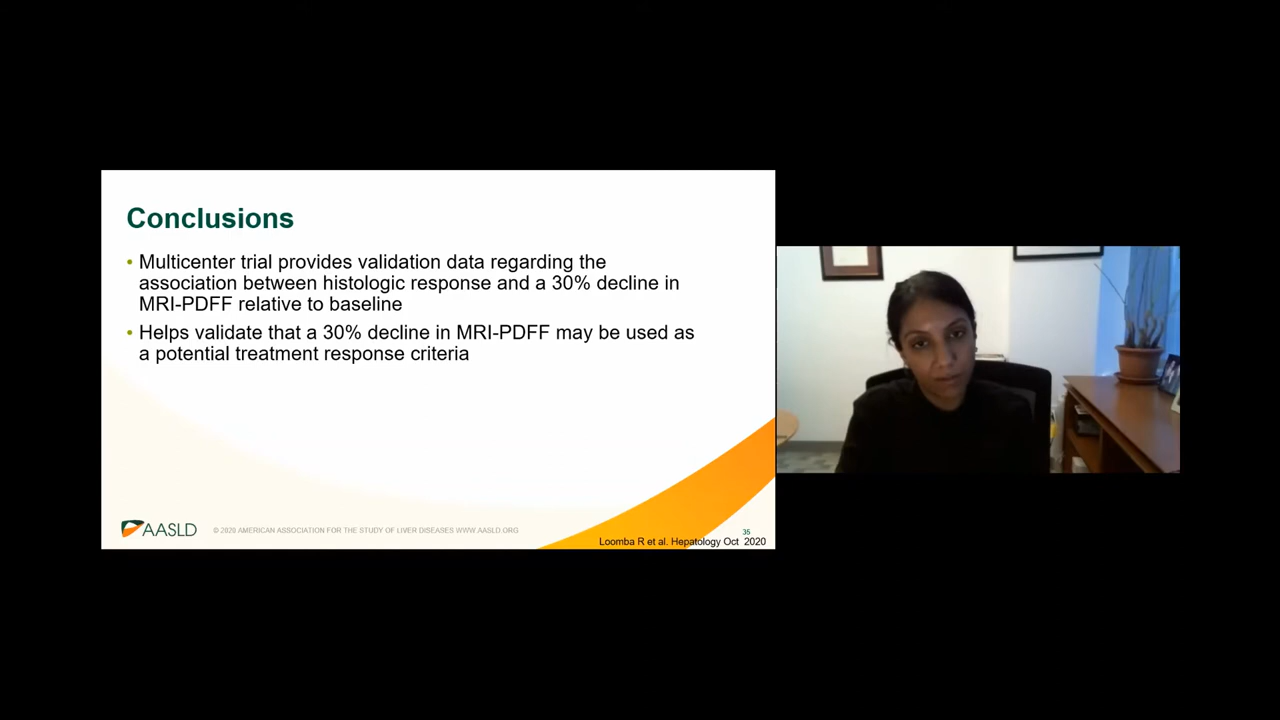 Conclusions
• Multicenter trial provides validation data regarding the
association between histologic response and a 30% decline in
MRI-PDFF relative to baseline
• Helps validate that a 30% decline in MRI-PDFF may be used as
a potential treatment response criteria
AASLD
© 2020 AMERICAN ASSOCIATION FOR THE STUDY OF LIVER DISEASES WWW.AASLD.ORG
35
Loomba R et al. Hepatology Oct 2020